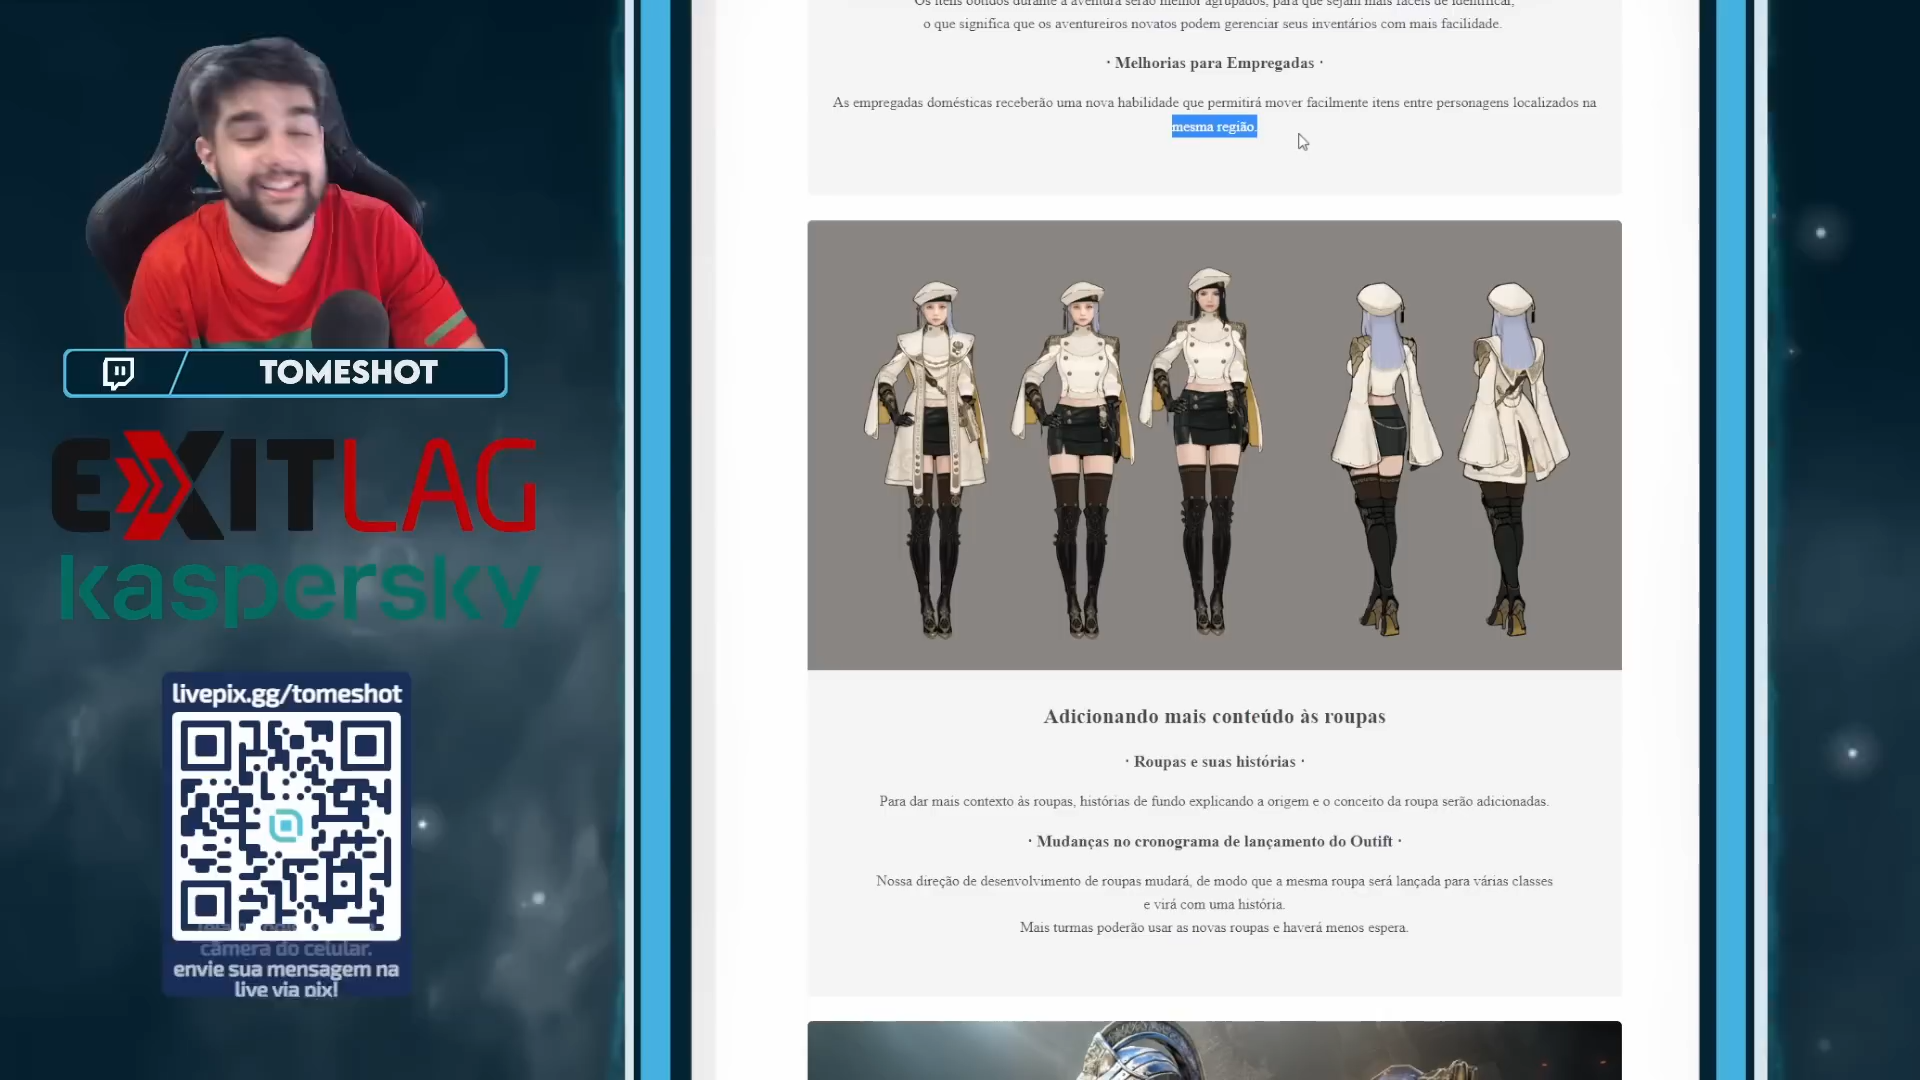 TOMESHOT
EXITLAG
kaspersky
livepix.gg/tomeshot
câmera do celular.
envie sua mensagem na
live via pix!
Os itens obtidos durante a aventura serão melhor agrupados, para que sejam mais fáceis de identificar,
o que significa que os aventureiros novatos podem gerenciar seus inventários com mais facilidade.
· Melhorias para Empregadas ·
As empregadas domésticas receberão uma nova habilidade que permitirá mover facilmente itens entre personagens localizados na
mesma região.
Adicionando mais conteúdo às roupas
· Roupas e suas histórias ·
Para dar mais contexto às roupas, histórias de fundo explicando a origem e o conceito da roupa serão adicionadas.
· Mudanças no cronograma de lançamento do Outift ·
Nossa direção de desenvolvimento de roupas mudará, de modo que a mesma roupa será lançada para várias classes
e virá com uma história.
Mais turmas poderão usar as novas roupas e haverá menos espera.